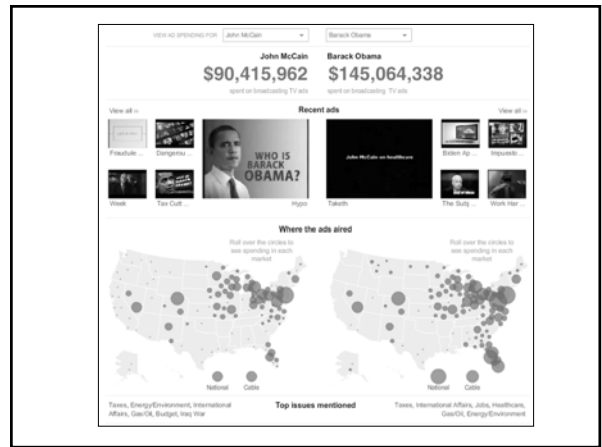 VIEW AD SPENDING FOR John McCain Barack Obama
John McCain Barack Obama
$90,415,962 $145,064,338
spent on broadcasting TV ads spent on broadcasting TV ads
View all Recent ads View all
WHO IS
BARACK
OBAMA?
John McCain on healthcare
Fraudule ... Dangerou ... Biden Ap ... Impuesto ...
Week Tax Cutt ... Hypo Taketh The Subj ... Work Har ...
Where the ads aired
Roll over the circles to
see spending in each
market
Roll over the circles to
see spending in each
market
National Cable National Cable
Taxes, Energy/Environment, International
Affairs, Gas/Oil, Budget, Iraq War
Top issues mentioned
Taxes, International Affairs, Jobs, Healthcare,
Gas/Oil, Energy/Environment